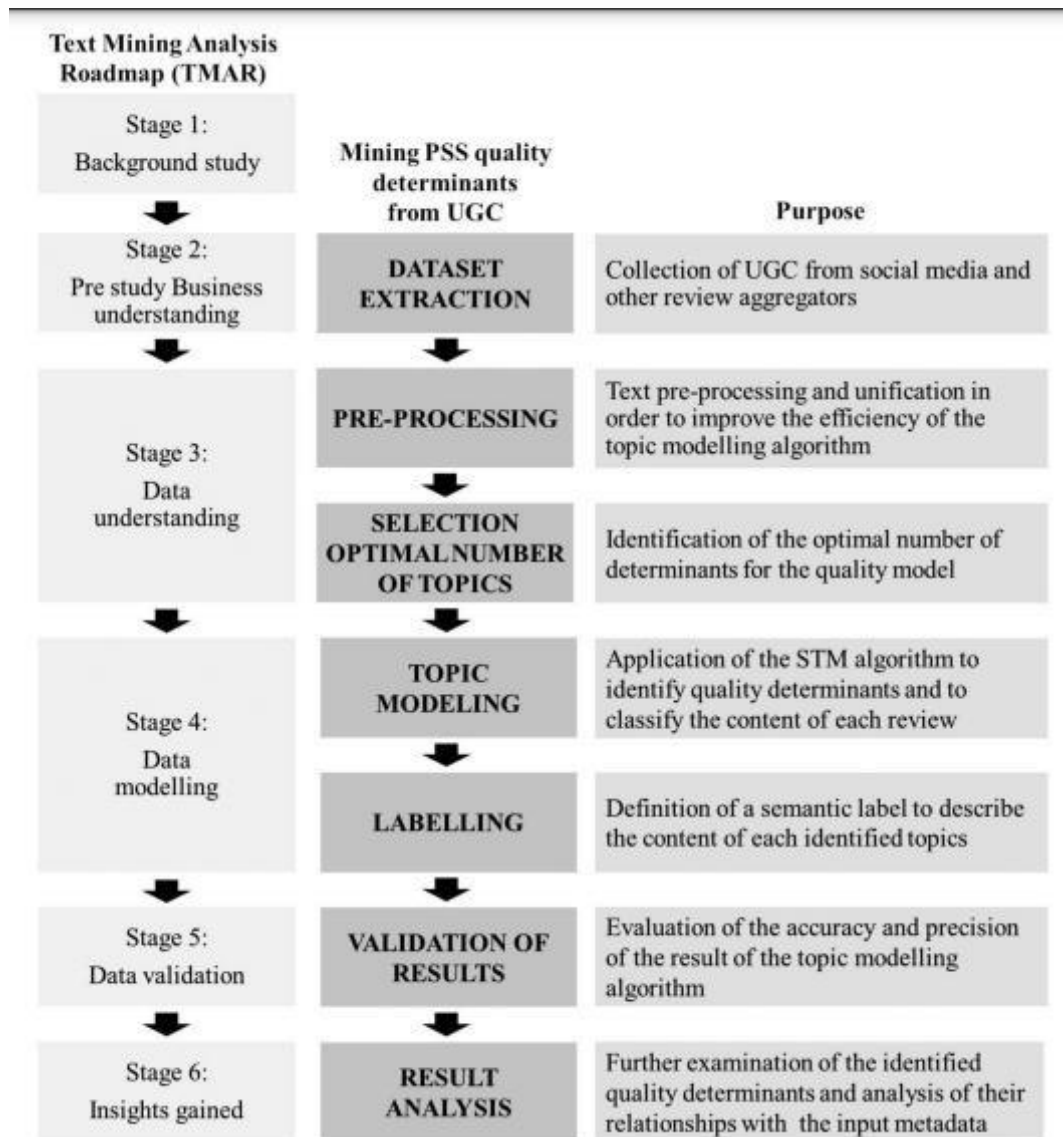 Text Mining Analysis
Roadmap (TMAR)
Stage 1:
Background study
Mining PSS quality
determinants
from UGC
Purpose
Stage 2:
Pre study Business
understanding
DATASET
EXTRACTION
Collection of UGC from social media and
other review aggregators
Stage 3:
Data
understanding
PRE-PROCESSING
Text pre-processing and unification in
order to improve the efficiency of the
topic modelling algorithm
SELECTION
OPTIMAL NUMBER
OF TOPICS
Identification of the optimal number of
determinants for the quality model
Stage 4:
Data
modelling
TOPIC
MODELING
Application of the STM algorithm to
identify quality determinants and to
classify the content of each review
LABELLING
Definition of a semantic label to describe
the content of each identified topics
Stage 5:
Data validation
VALIDATION OF
RESULTS
Evaluation of the accuracy and precision
of the result of the topic modelling
algorithm
Stage 6:
Insights gained
RESULT
ANALYSIS
Further examination of the identified
quality determinants and analysis of their
relationships with the input metadata